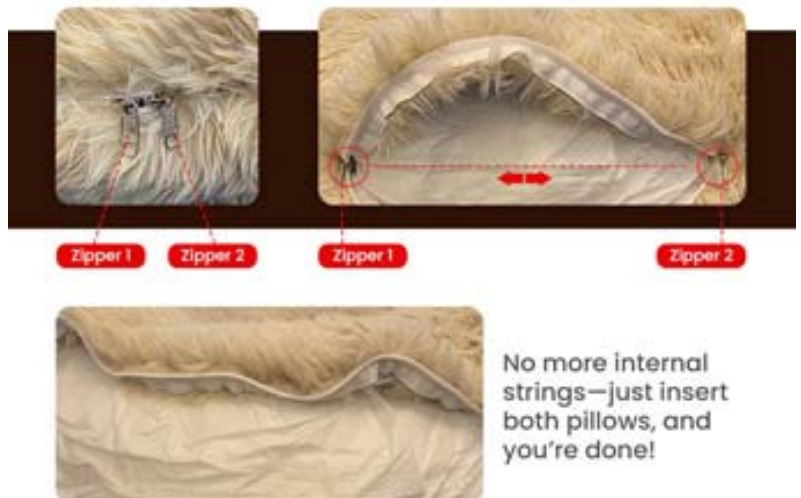 Zipper 1
Zipper 2
Zipper 1
Zipper 2
No more internal
strings—just insert
both pillows, and
you're done!